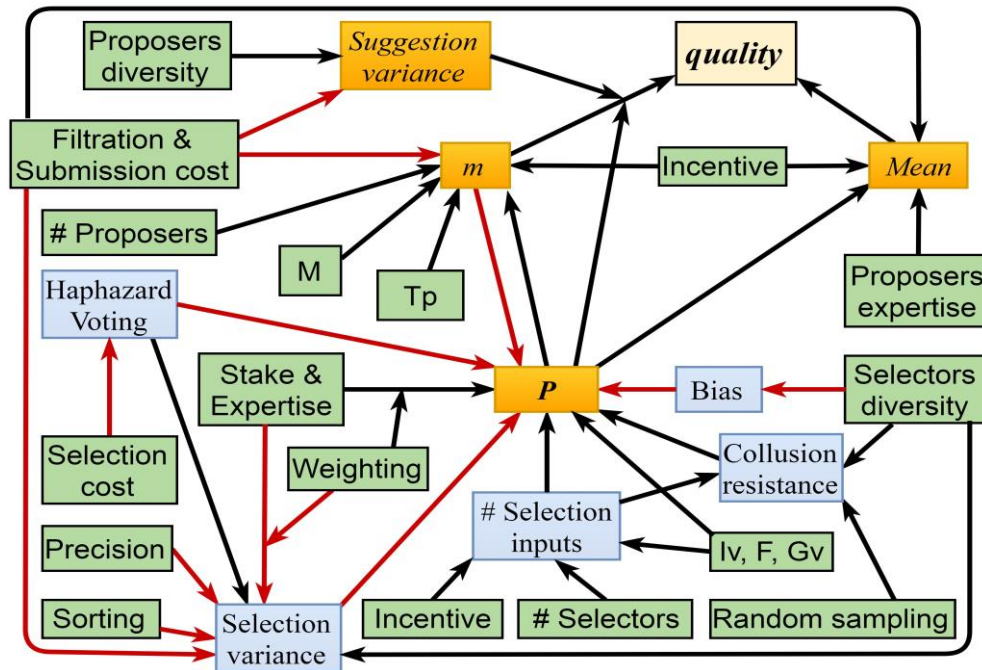 Proposers
diversity
Suggestion
variance
quality
Filtration &
Submission cost
m
Incentive
Mean
# Proposers
M
Tp
Proposers
expertise
Haphazard
Voting
Stake &
Expertise
P
Bias
Selectors
diversity
Selection
cost
Weighting
Collusion
resistance
# Selection
inputs
Precision
Iv, F, Gv
Sorting
Selection
variance
Incentive
# Selectors
Random sampling